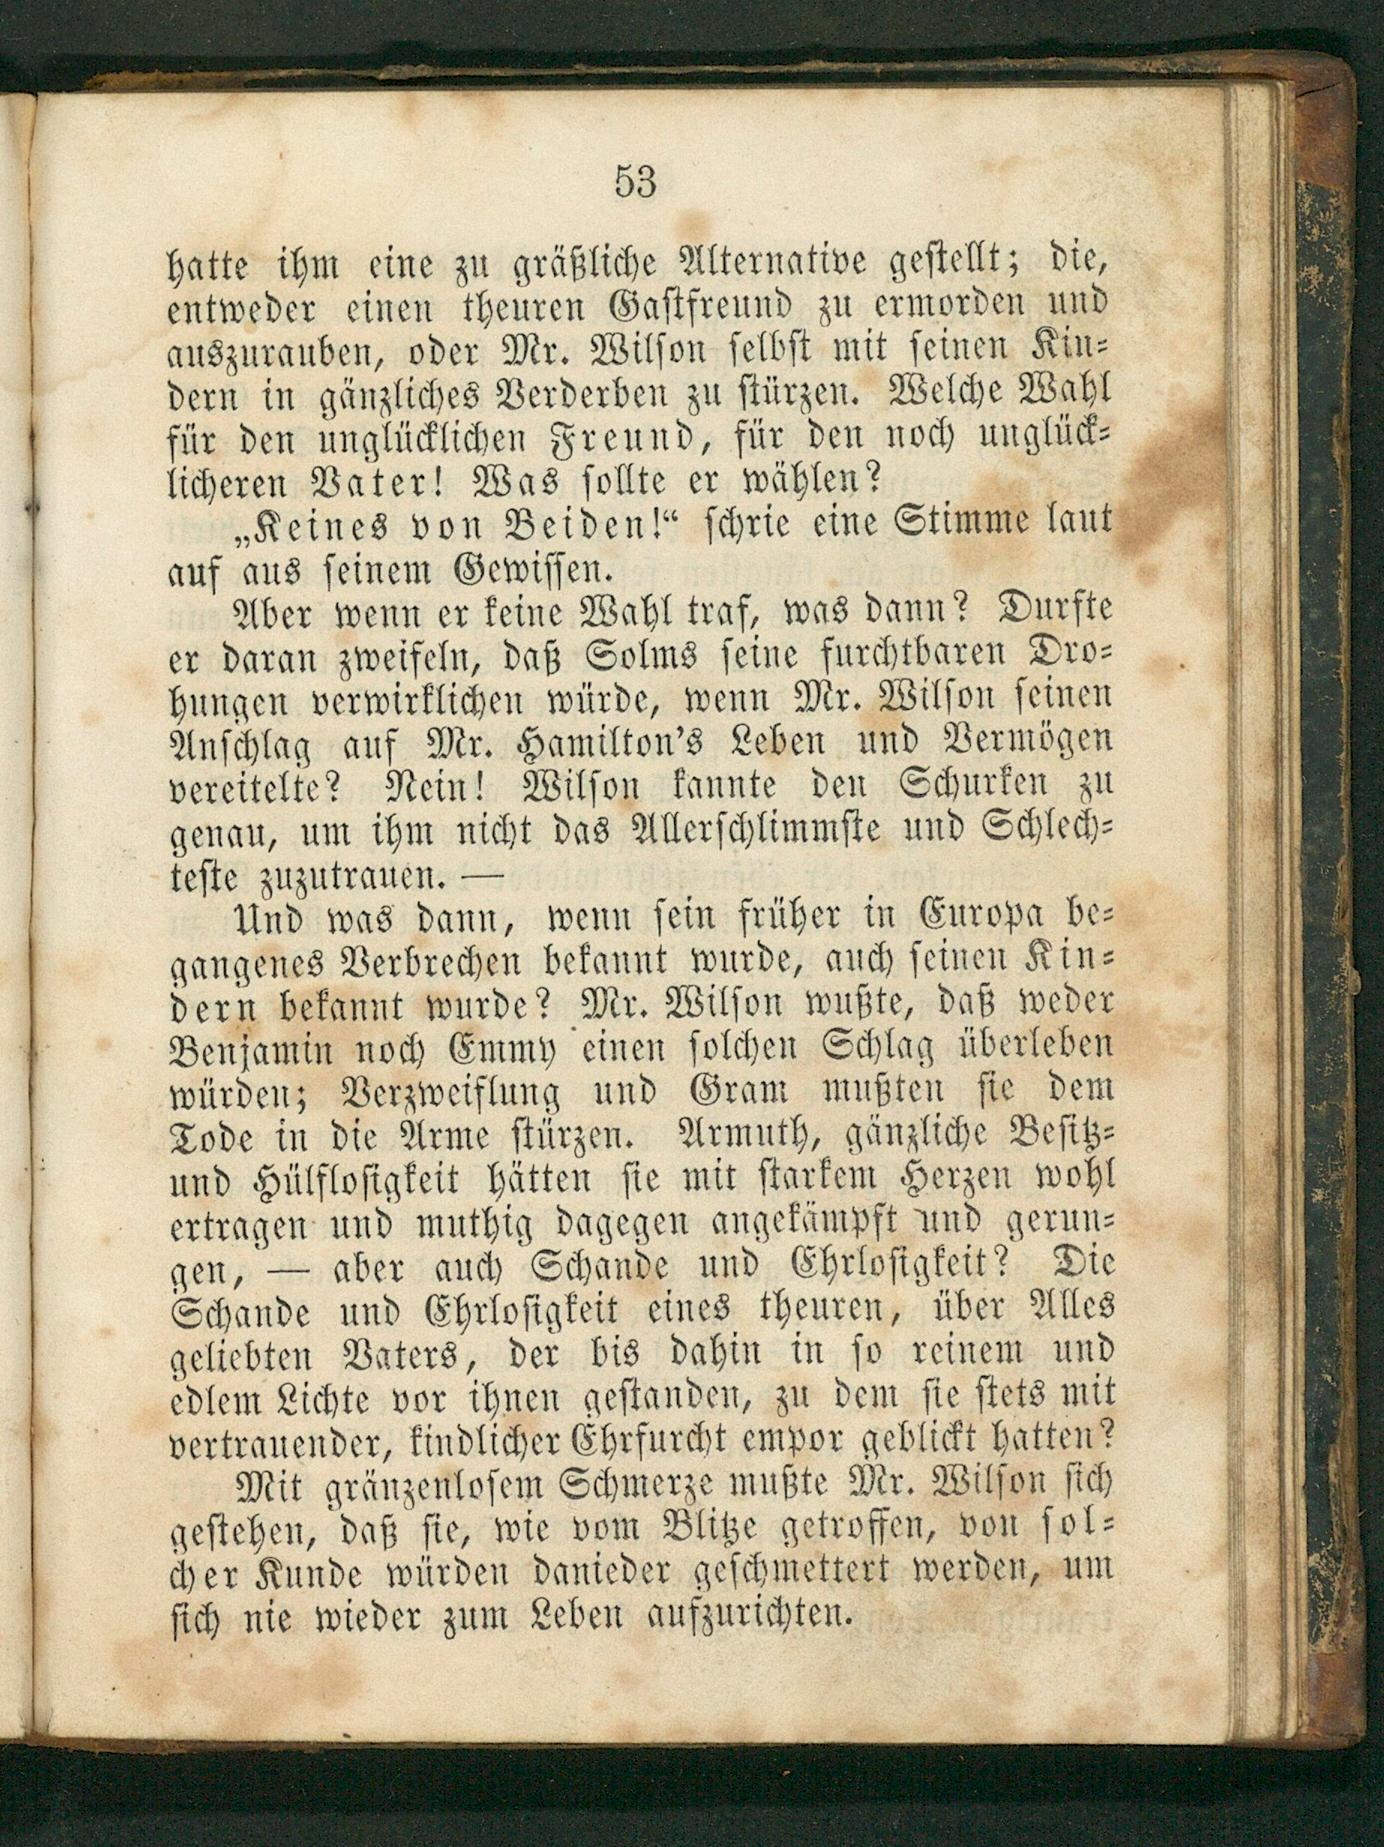 53
hatte ihm eine zu gräßliche Alternative gestellt; die,
entweder einen theuren Gastfreund zu ermorden und
auszurauben, oder Mr. Wilson selbst mit seinen Kin-
dern in gänzliches Verderben zu stürzen. Welche Wahl
für den unglücklichen Freund, für den noch unglück-
licheren Vater! Was sollte er wählen?
„Keines von Beiden!“ schrie eine Stimme laut
auf aus seinem Gewissen.
Aber wenn er keine Wahl traf, was dann? Durfte
er daran zweifeln, daß Solms seine furchtbaren Dro-
hungen verwirklichen würde, wenn Mr. Wilson seinen
Anschlag auf Mr. Hamilton's Leben und Vermögen
vereitelte? Nein! Wilson kannte den Schurken zu
genau, um ihm nicht das Allerschlimmste und Schlech-
teste zuzutrauen. —
Und was dann, wenn sein früher in Europa be-
gangenes Verbrechen bekannt wurde, auch seinen Kin-
dern bekannt wurde? Mr. Wilson wußte, daß weder
Benjamin noch Emmy einen solchen Schlag überleben
würden; Verzweiflung und Gram mußten sie dem
Tode in die Arme stürzen. Armuth, gänzliche Besitz-
und Hülflosigkeit hätten sie mit starkem Herzen wohl
ertragen und muthig dagegen angekämpft und gerun-
gen, — aber auch Schande und Ehrlosigkeit? Die
Schande und Ehrlosigkeit eines theuren, über Alles
geliebten Vaters, der bis dahin in so reinem und
edlem Lichte vor ihnen gestanden, zu dem sie stets mit
vertrauender, kindlicher Ehrfurcht empor geblickt hatten?
Mit gränzenlosem Schmerze mußte Mr. Wilson sich
gestehen, daß sie, wie vom Blitze getroffen, von sol-
cher Kunde würden danieder geschmettert werden, um
sich nie wieder zum Leben aufzurichten.